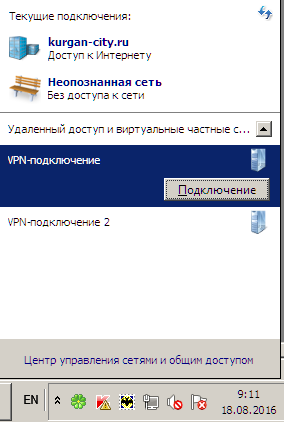 Текущие подключения:
kurgan-city.ru
Доступ к Интернету
Неопознанная сеть
Без доступа к сети
Удаленный доступ и виртуальные частные с...
VPN-подключение
Подключение
VPN-подключение 2
Центр управления сетями и общим доступом
EN
9:11
18.08.2016